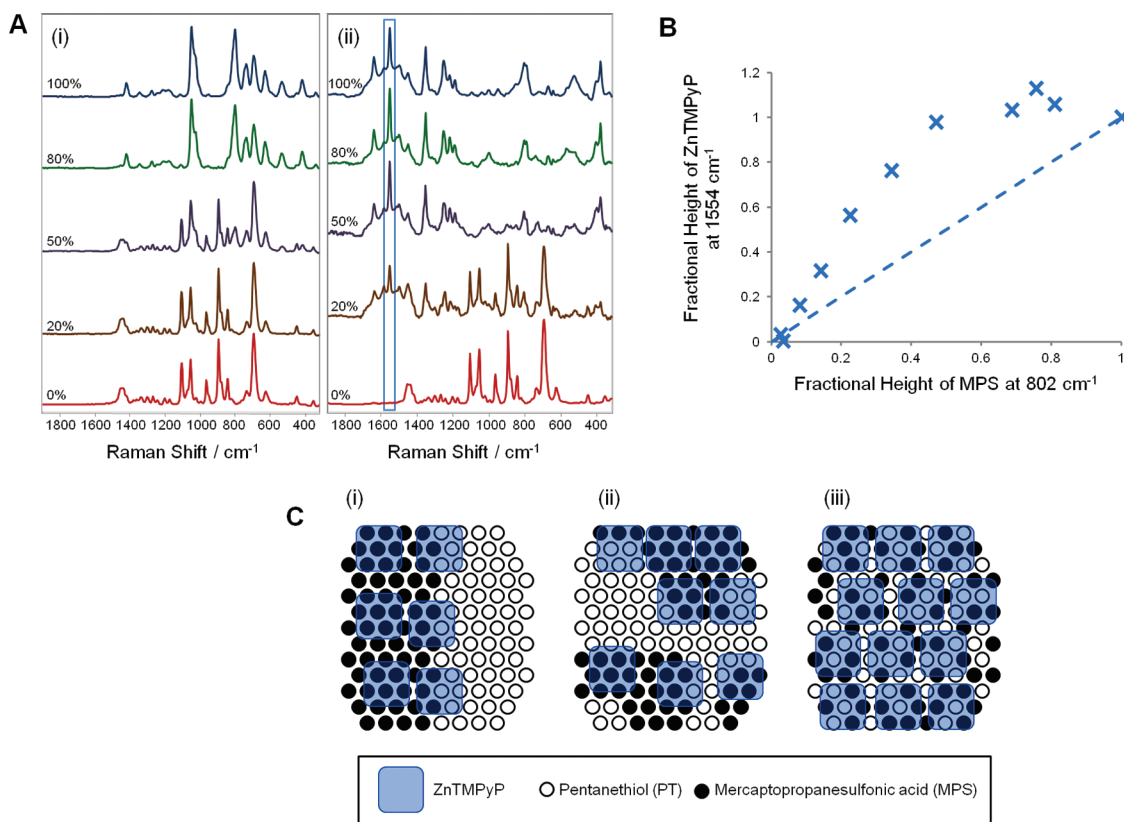 A
(i)
100%
80%
50%
20%
0%
1800 1600 1400 1200 1000 800 600 400
Raman Shift / cm-1
(ii)
100%
80%
50%
20%
0%
1800 1600 1400 1200 1000 800 600 400
Raman Shift / cm-1
B
Fractional Height of ZnTMPyP
at 1554 cm-1
1.2
1
0.8
0.6
0.4
0.2
0
0 0.2 0.4 0.6 0.8 1
Fractional Height of MPS at 802 cm-1
C
(i) (ii) (iii)
ZnTMPyP Pentanethiol (PT) Mercaptopropanesulfonic acid (MPS)